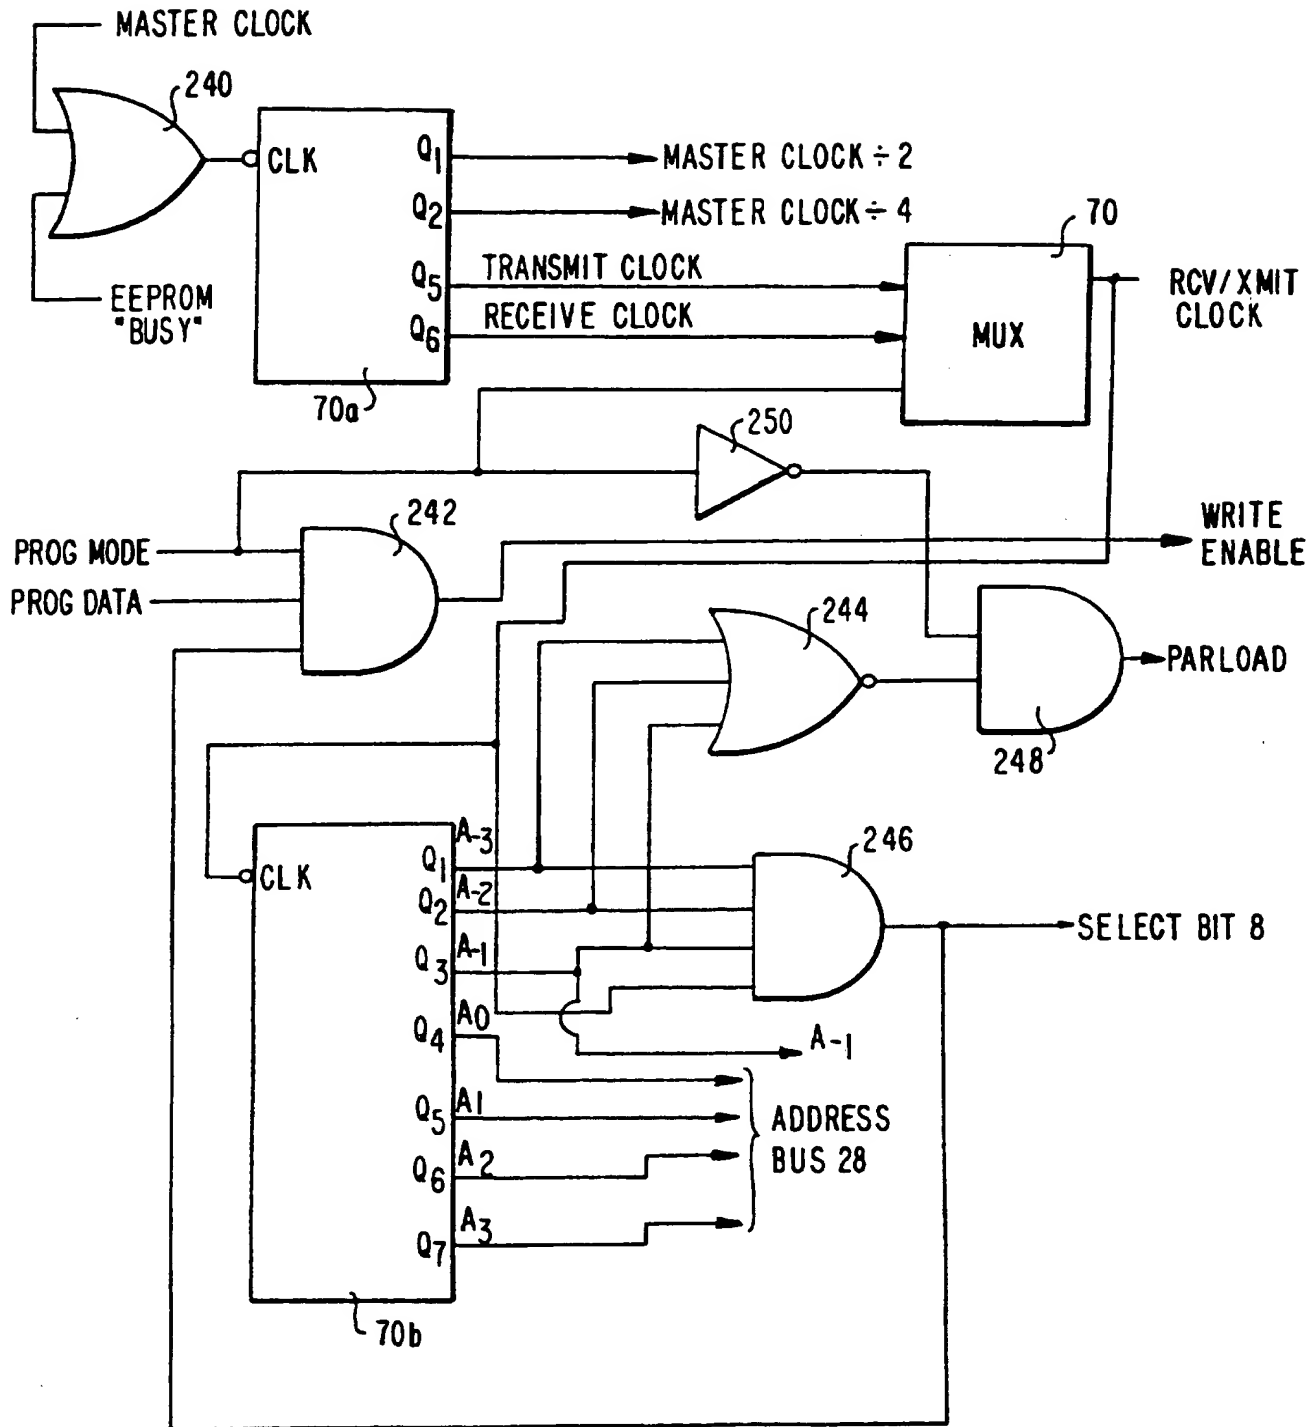 MASTER CLOCK
240
CLK
Q1
MASTER CLOCK ÷ 2
Q2
MASTER CLOCK ÷ 4
70
Q5
TRANSMIT CLOCK
EEPROM
"BUSY"
RCV/XMIT
CLOCK
Q6
RECEIVE CLOCK
MUX
70a
250
242
WRITE
ENABLE
PROG MODE
PROG DATA
244
PARLOAD
248
A-3
246
Q1
CLK
A-2
Q2
SELECT BIT 8
A-1
Q3
A0
Q4
A-1
A1
Q5
ADDRESS
BUS 28
A2
Q6
A3
Q7
70b